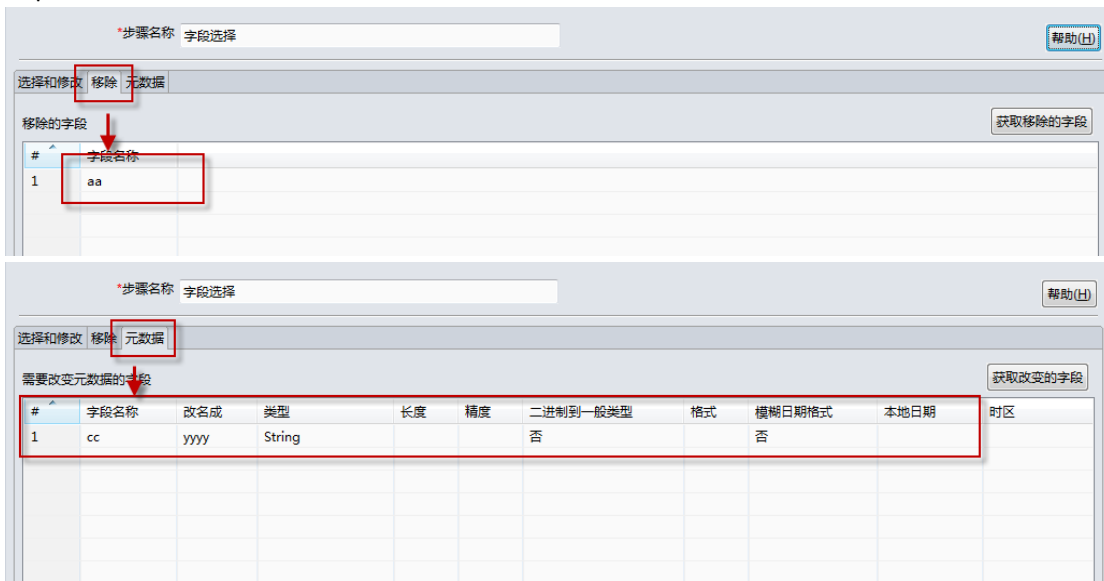 *步骤名称 字段选择 帮助(H)
选择和修改 移除 元数据
移除的字段 获取移除的字段
# 字段名称
1 aa
*步骤名称 字段选择 帮助(H)
选择和修改 移除 元数据
需要改变元数据的字段 获取改变的字段
# 字段名称 改名成 类型 长度 精度 二进制到一般类型 格式 模糊日期格式 本地日期 时区
1 cc yyyy String 否 否